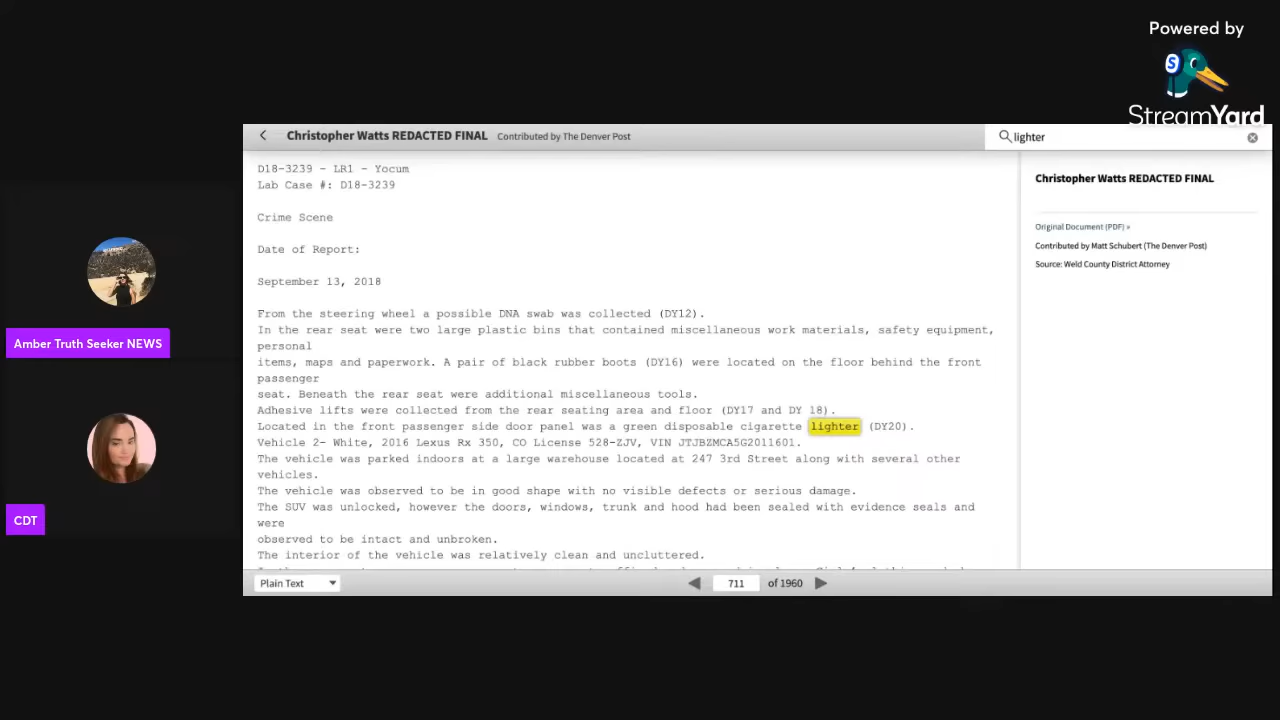 Powered by
S
StreamYard
Christopher Watts REDACTED FINAL Contributed by The Denver Post
lighter
D18-3239 - LR1 - Yocum
Lab Case #: D18-3239
Crime Scene
Date of Report:
September 13, 2018
From the steering wheel a possible DNA swab was collected (DY12).
In the rear seat were two large plastic bins that contained miscellaneous work materials, safety equipment,
personal
items, maps and paperwork. A pair of black rubber boots (DY16) were located on the floor behind the front
passenger
seat. Beneath the rear seat were additional miscellaneous tools.
Adhesive lifts were collected from the rear seating area and floor (DY17 and DY 18).
Located in the front passenger side door panel was a green disposable cigarette lighter (DY20).
Vehicle 2- White, 2016 Lexus Rx 350, CO License 528-ZJV, VIN JTJBZMCA5G2011601.
The vehicle was parked indoors at a large warehouse located at 247 3rd Street along with several other
vehicles.
The vehicle was observed to be in good shape with no visible defects or serious damage.
The SUV was unlocked, however the doors, windows, trunk and hood had been sealed with evidence seals and
were
observed to be intact and unbroken.
The interior of the vehicle was relatively clean and uncluttered.
Christopher Watts REDACTED FINAL
Original Document (PDF) »
Contributed by Matt Schubert (The Denver Post)
Source: Weld County District Attorney
Plain Text
711 of 1960
Amber Truth Seeker NEWS
CDT